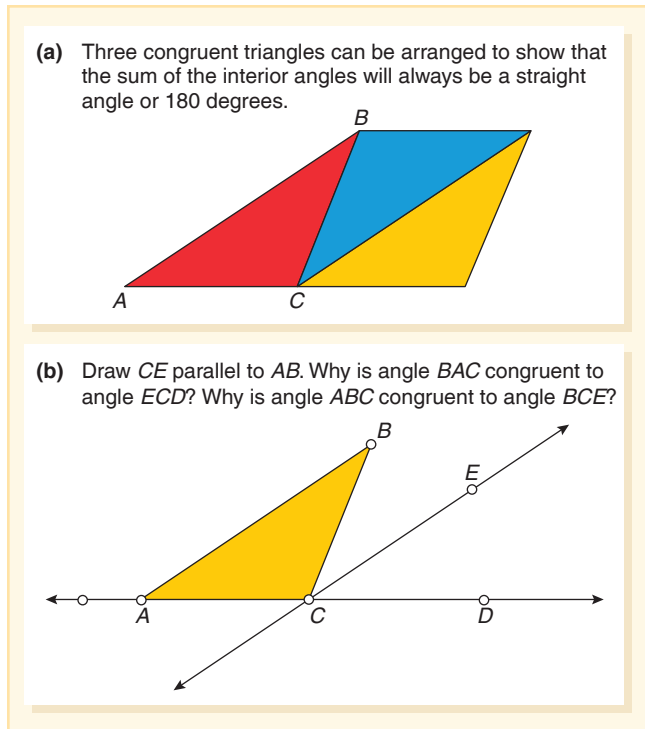 (a) Three congruent triangles can be arranged to show that
the sum of the interior angles will always be a straight
angle or 180 degrees.
B
A
C
(b) Draw CE parallel to AB. Why is angle BAC congruent to
angle ECD? Why is angle ABC congruent to angle BCE?
B
E
A
C
D